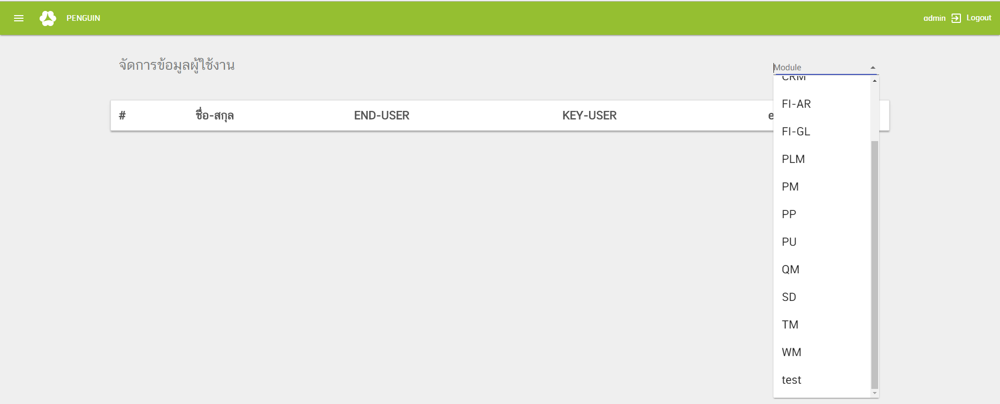 PENGUIN
admin Logout
จัดการข้อมูลผู้ใช้งาน
Module
# ชื่อ-สกุล END-USER KEY-USER
CRM
FI-AR
FI-GL
PLM
PM
PP
PU
QM
SD
TM
WM
test